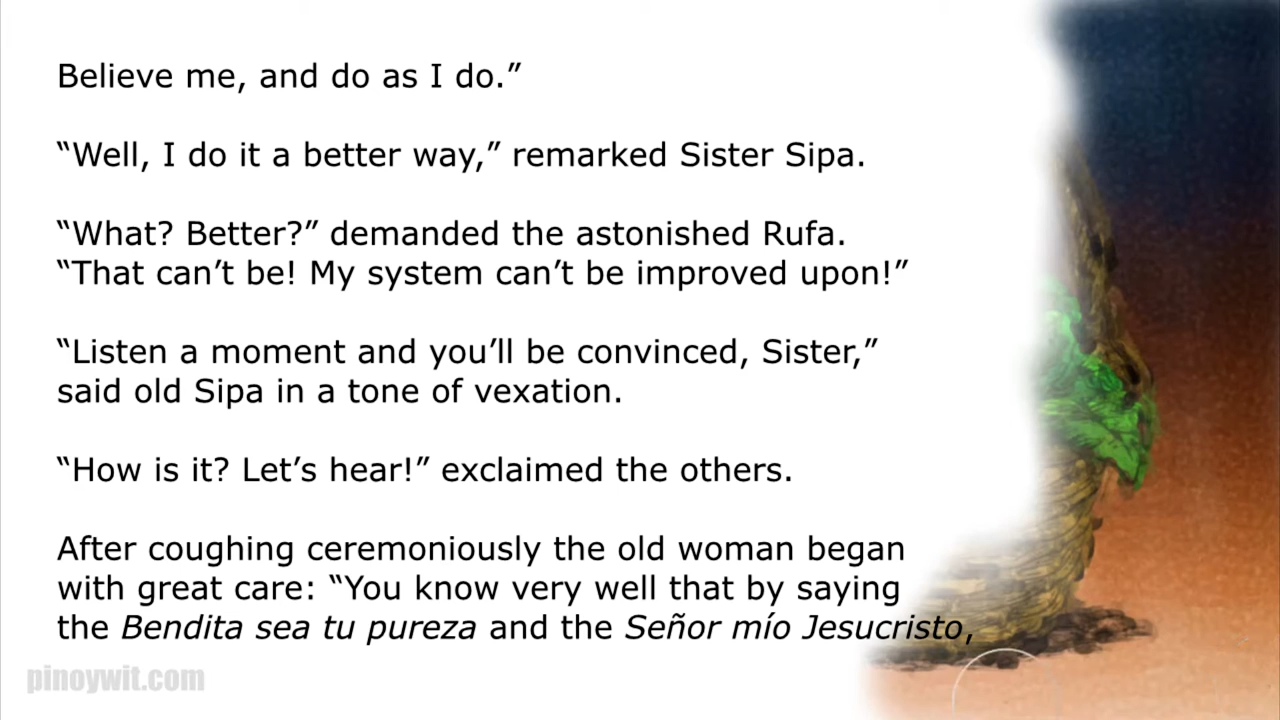 Believe me, and do as I do.”
“Well, I do it a better way,” remarked Sister Sipa.
“What? Better?” demanded the astonished Rufa.
“That can’t be! My system can’t be improved upon!”
“Listen a moment and you’ll be convinced, Sister,”
said old Sipa in a tone of vexation.
“How is it? Let’s hear!” exclaimed the others.
After coughing ceremoniously the old woman began
with great care: “You know very well that by saying
the Bendita sea tu pureza and the Señor mío Jesucristo,
pinoywit.com